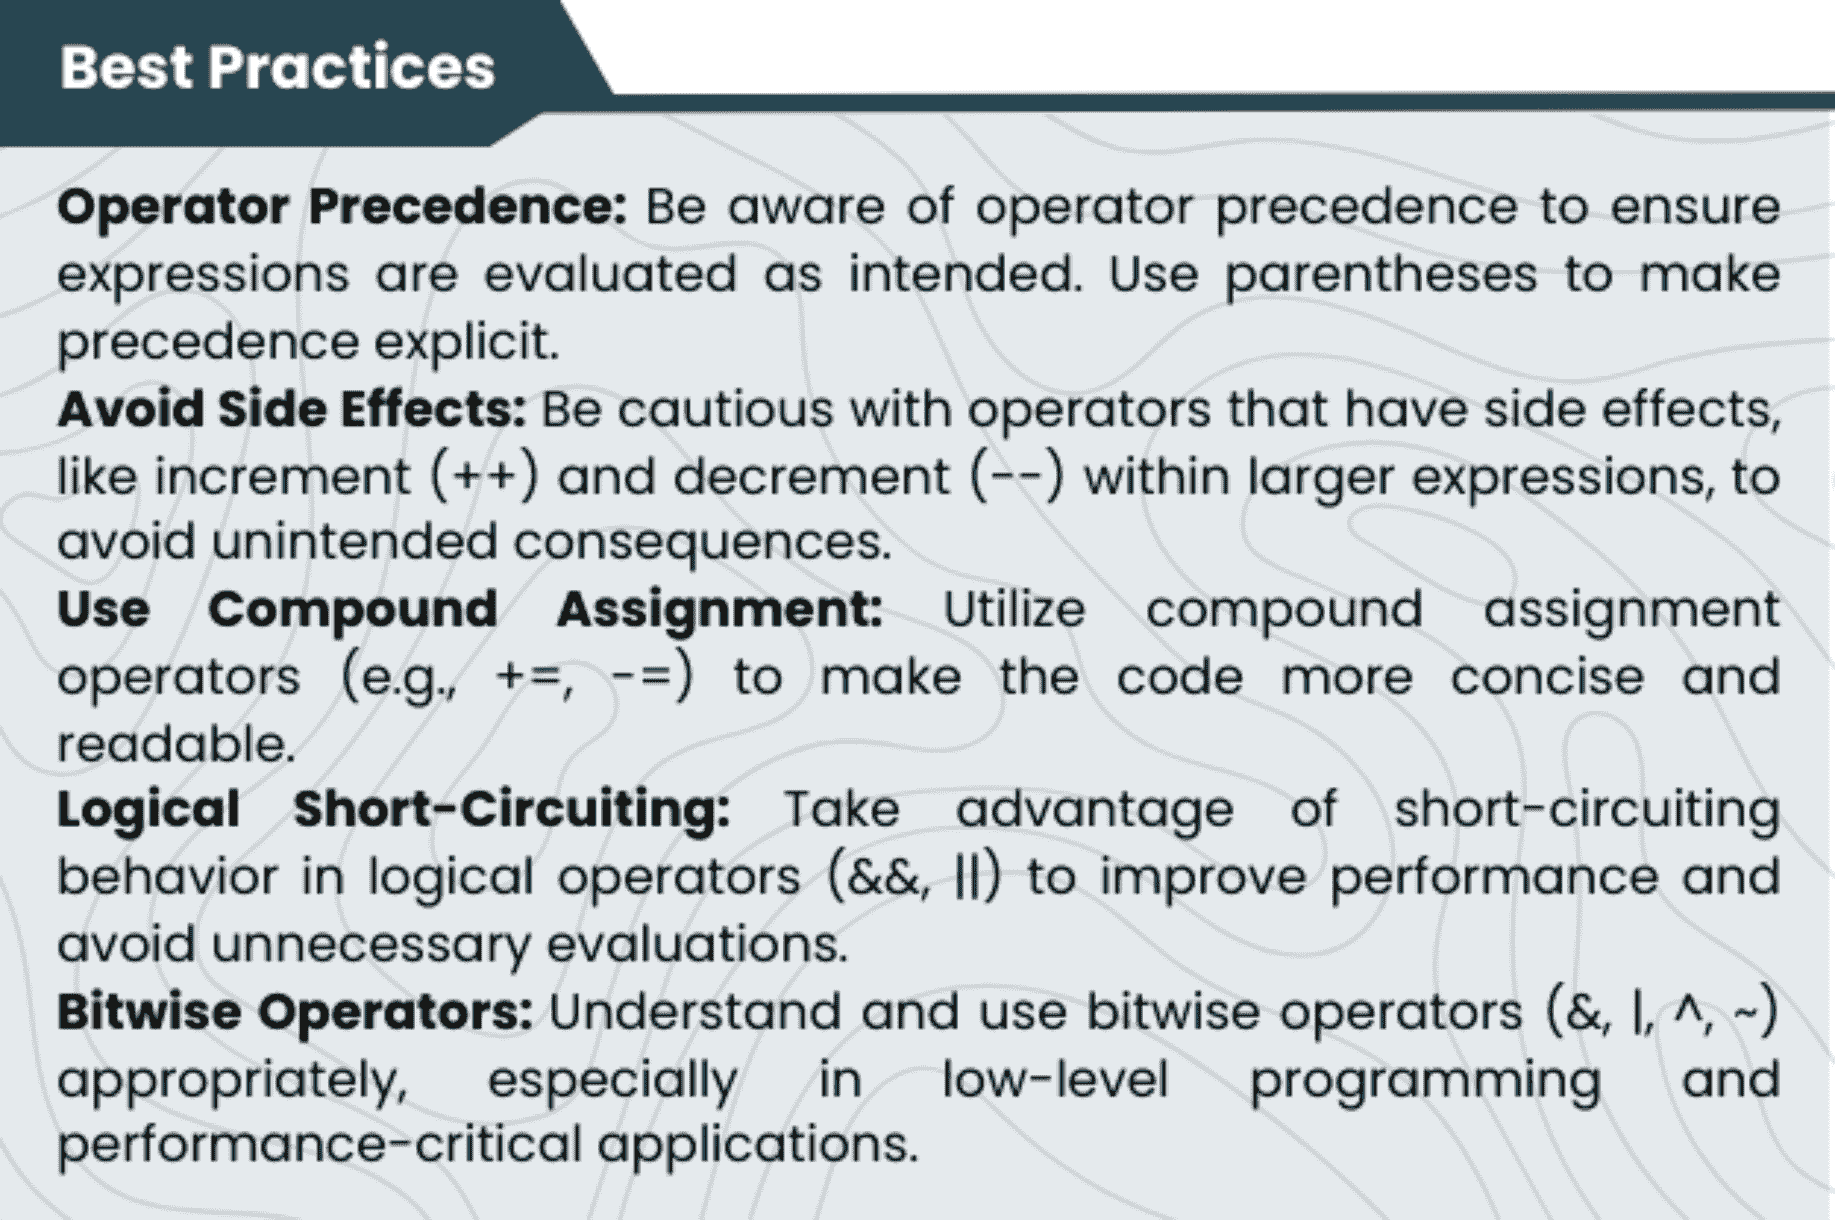 Best Practices
Operator Precedence: Be aware of operator precedence to ensure
expressions are evaluated as intended. Use parentheses to make
precedence explicit.
Avoid Side Effects: Be cautious with operators that have side effects,
like increment (++) and decrement (--) within larger expressions, to
avoid unintended consequences.
Use Compound Assignment: Utilize compound assignment
operators (e.g., +=, -=) to make the code more concise and
readable.
Logical Short-Circuiting: Take advantage of short-circuiting
behavior in logical operators (&&, ||) to improve performance and
avoid unnecessary evaluations.
Bitwise Operators: Understand and use bitwise operators (&, |, ^, ~)
appropriately, especially in low-level programming and
performance-critical applications.